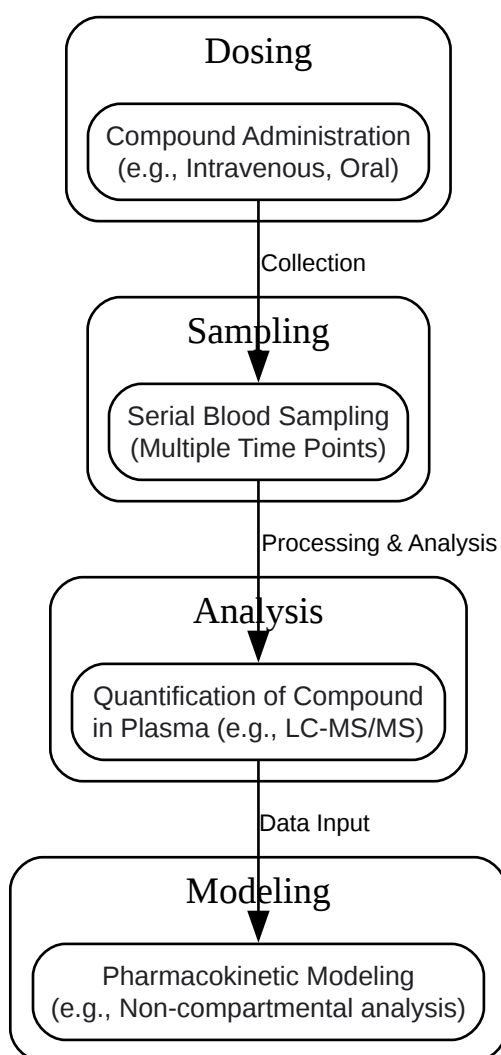 Dosing
Compound Administration
(e.g., Intravenous, Oral)
Collection
Sampling
Serial Blood Sampling
(Multiple Time Points)
Processing & Analysis
Analysis
Quantification of Compound
in Plasma (e.g., LC-MS/MS)
Data Input
Modeling
Pharmacokinetic Modeling
(e.g., Non-compartmental analysis)